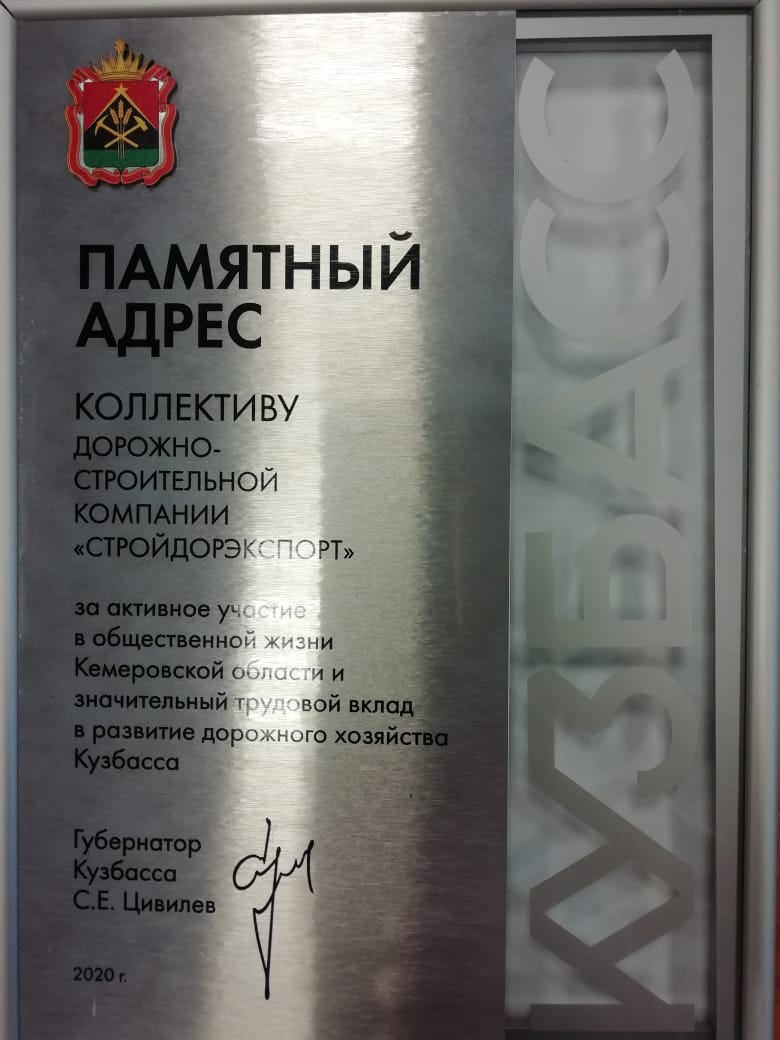 ПАМЯТНЫЙ
АДРЕС
КОЛЛЕКТИВУ
ДОРОЖНО-
СТРОИТЕЛЬНОЙ
КОМПАНИИ
«СТРОЙДОРЭКСПОРТ»
за активное участие
в общественной жизни
Кемеровской области и
значительный трудовой вклад
в развитие дорожного хозяйства
Кузбасса
Губернатор
Кузбасса
С.Е. Цивилев
2020 г.
КУЗБАСС